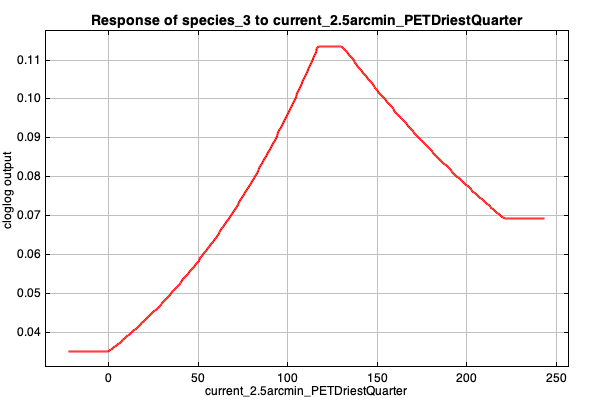 Response of species_3 to current_2.5arcmin_PETDriestQuarter
cloglog output
0.11
0.10
0.09
0.08
0.07
0.06
0.05
0.04
0 50 100 150 200 250
current_2.5arcmin_PETDriestQuarter